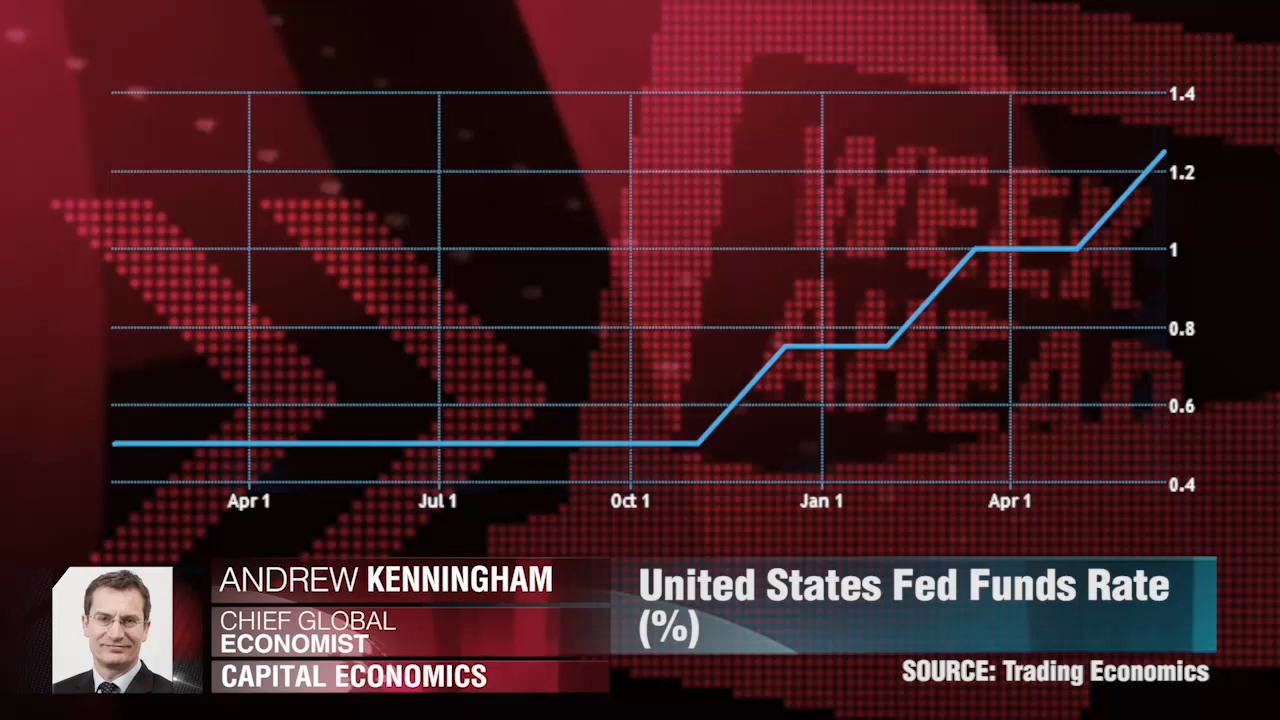 1.4
WEEK
1.2
1
AHEAD
0.8
0.6
0.4
Apr 1
Jul 1
Oct 1
Jan 1
Apr 1
ANDREW KENNINGHAM
CHIEF GLOBAL
ECONOMIST
CAPITAL ECONOMICS
United States Fed Funds Rate
(%)
SOURCE: Trading Economics